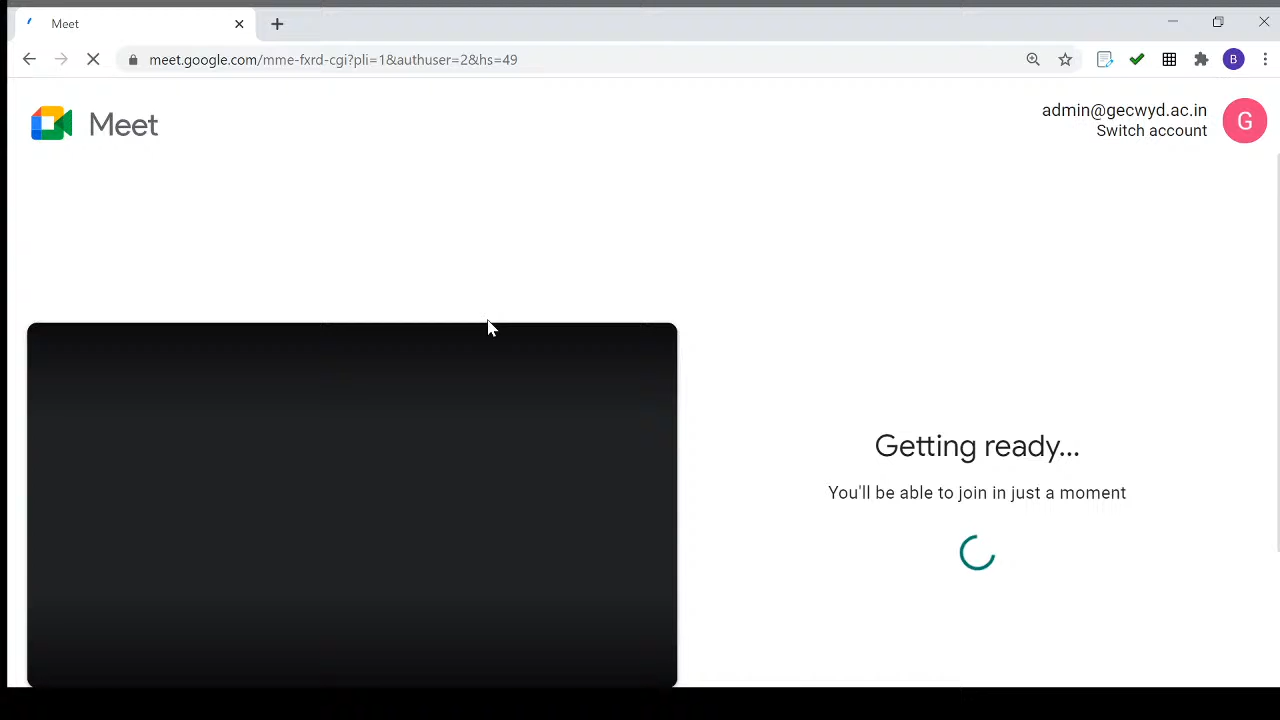 Meet
meet.google.com/mme-fxrd-cgi?pli=1&authuser=2&hs=49
B
Meet
admin@gecwyd.ac.in
Switch account
G
Getting ready...
You'll be able to join in just a moment